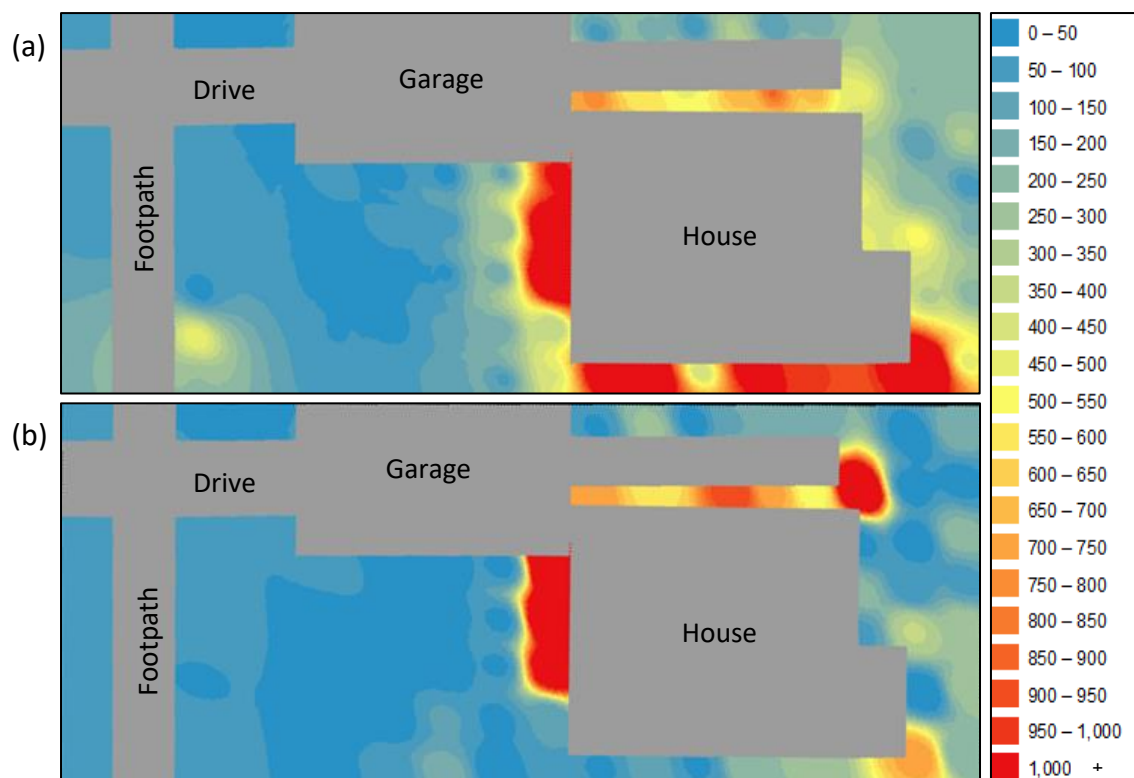 (a)
Drive
Garage
Footpath
House
(b)
Drive
Garage
Footpath
House
0 – 50
50 – 100
100 – 150
150 – 200
200 – 250
250 – 300
300 – 350
350 – 400
400 – 450
450 – 500
500 – 550
550 – 600
600 – 650
650 – 700
700 – 750
750 – 800
800 – 850
850 – 900
900 – 950
950 – 1,000
1,000 +